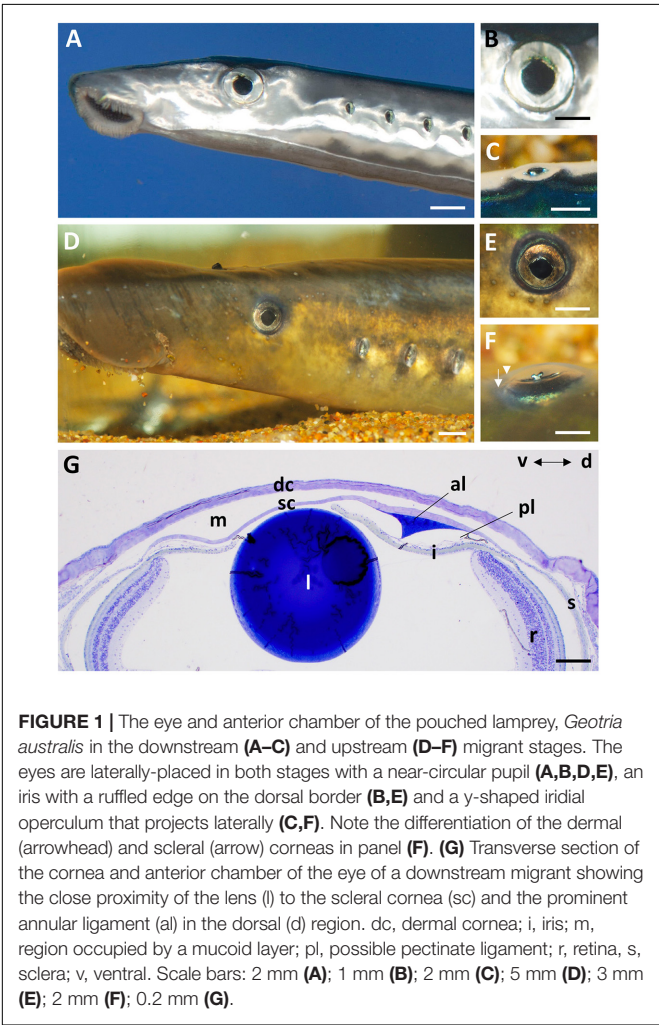 A
B
C
D
E
F
G
v ⟷ d
dc
sc
al
pl
m
i
l
s
r
FIGURE 1 | The eye and anterior chamber of the pouched lamprey, Geotria
australis in the downstream (A–C) and upstream (D–F) migrant stages. The
eyes are laterally-placed in both stages with a near-circular pupil (A,B,D,E), an
iris with a ruffled edge on the dorsal border (B,E) and a y-shaped iridial
operculum that projects laterally (C,F). Note the differentiation of the dermal
(arrowhead) and scleral (arrow) corneas in panel (F). (G) Transverse section of
the cornea and anterior chamber of the eye of a downstream migrant showing
the close proximity of the lens (l) to the scleral cornea (sc) and the prominent
annular ligament (al) in the dorsal (d) region. dc, dermal cornea; i, iris; m,
region occupied by a mucoid layer; pl, possible pectinate ligament; r, retina, s,
sclera; v, ventral. Scale bars: 2 mm (A); 1 mm (B); 2 mm (C); 5 mm (D); 3 mm
(E); 2 mm (F); 0.2 mm (G).